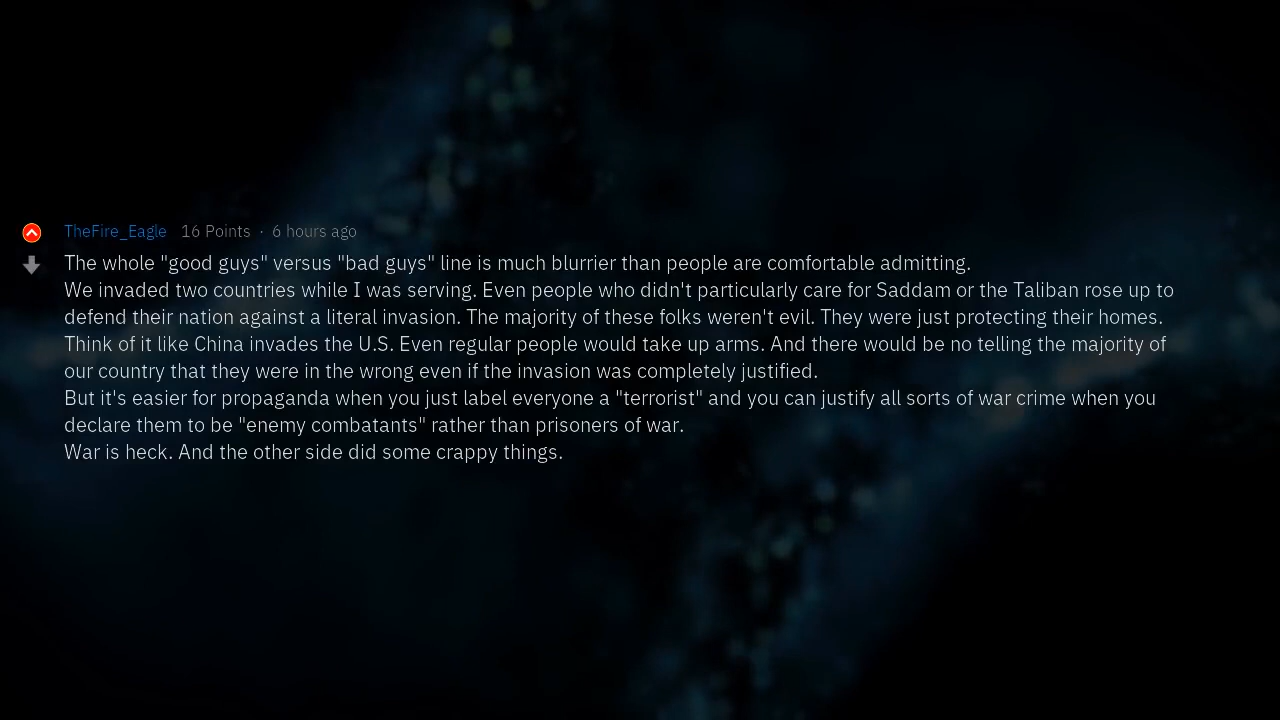 TheFire_Eagle 16 Points · 6 hours ago
The whole "good guys" versus "bad guys" line is much blurrier than people are comfortable admitting.
We invaded two countries while I was serving. Even people who didn't particularly care for Saddam or the Taliban rose up to
defend their nation against a literal invasion. The majority of these folks weren't evil. They were just protecting their homes.
Think of it like China invades the U.S. Even regular people would take up arms. And there would be no telling the majority of
our country that they were in the wrong even if the invasion was completely justified.
But it's easier for propaganda when you just label everyone a "terrorist" and you can justify all sorts of war crime when you
declare them to be "enemy combatants" rather than prisoners of war.
War is heck. And the other side did some crappy things.